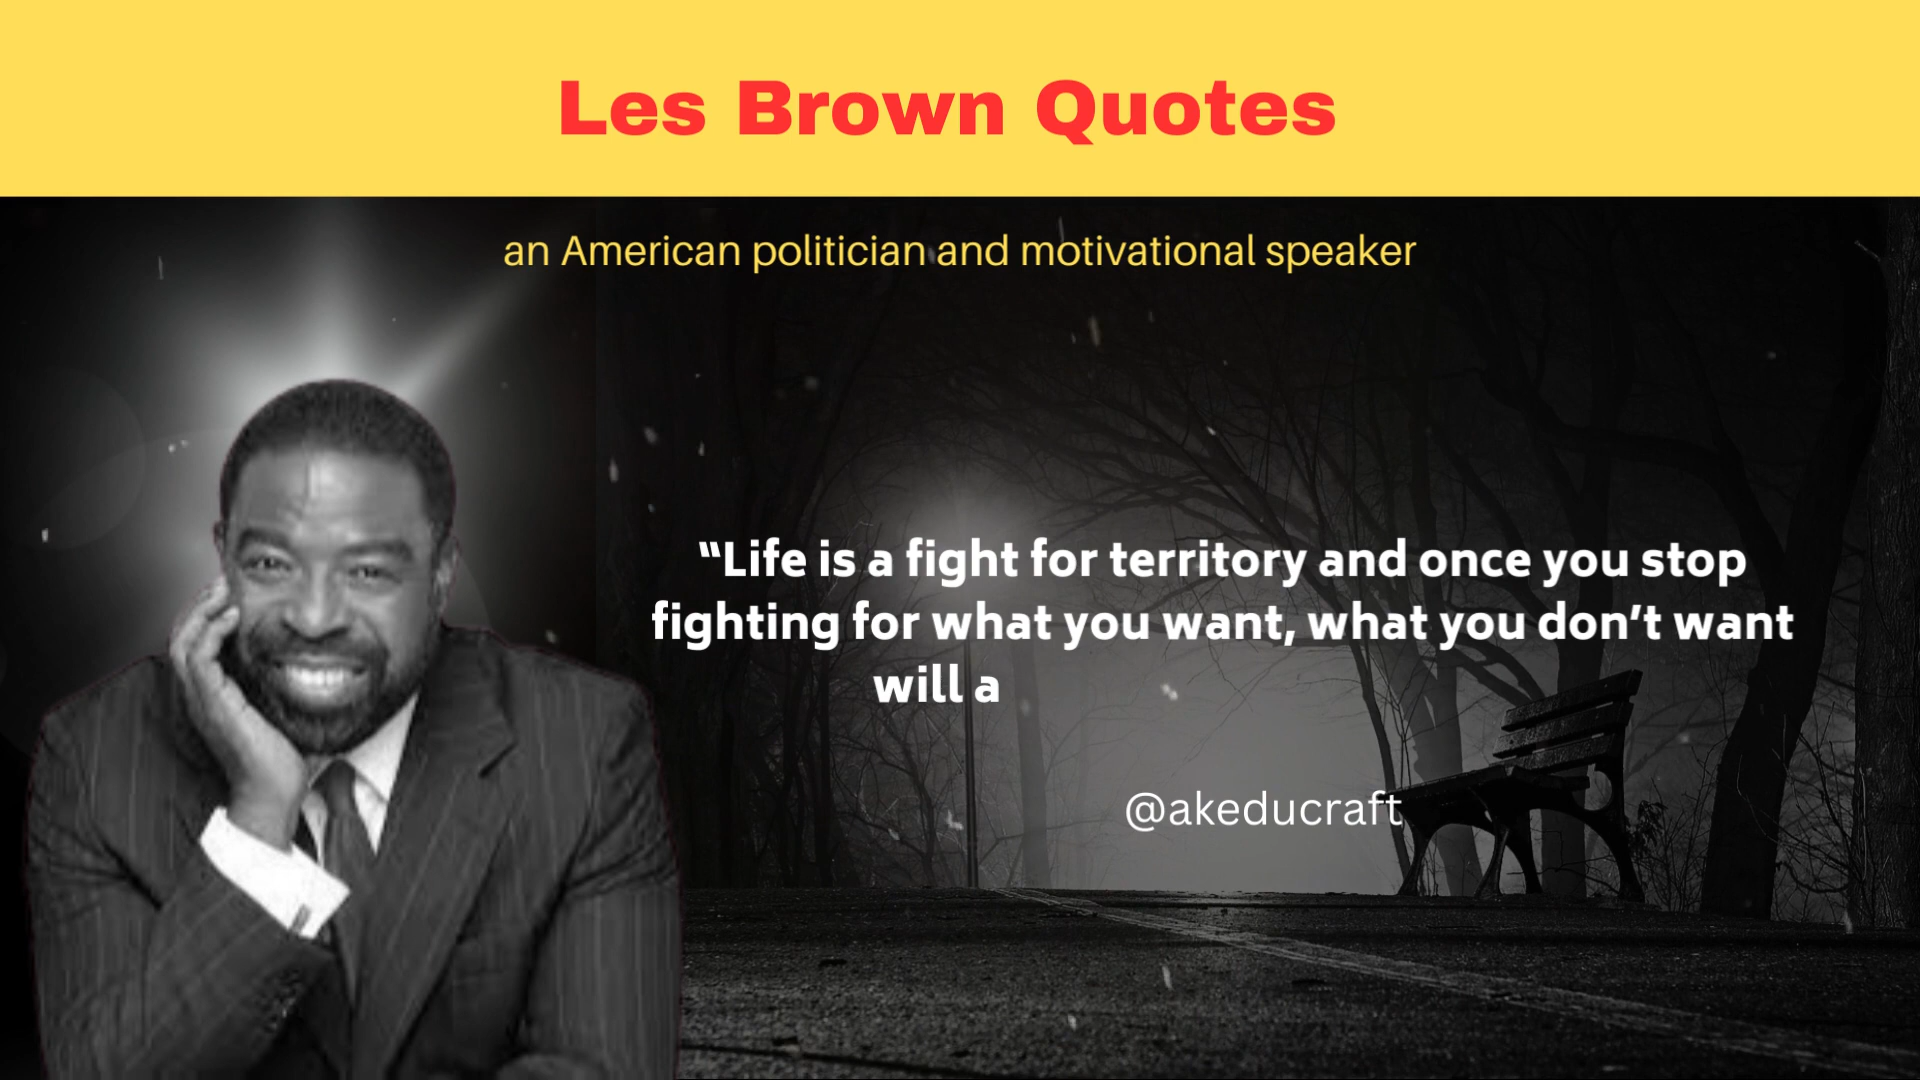 Les Brown Quotes
an American politician and motivational speaker
“Life is a fight for territory and once you stop
fighting for what you want, what you don’t want
will a
@akeducraft